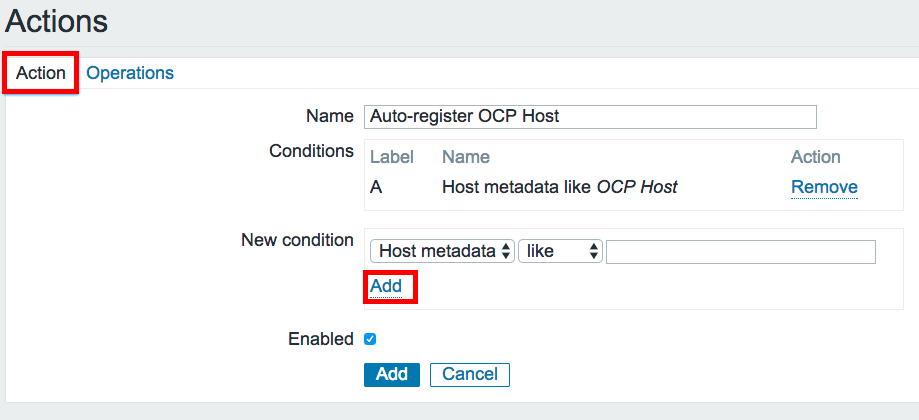 Actions
Action Operations
Name Auto-register OCP Host
Conditions
Label Name Action
A Host metadata like OCP Host Remove
New condition
Host metadata like
Add
Enabled
Add Cancel